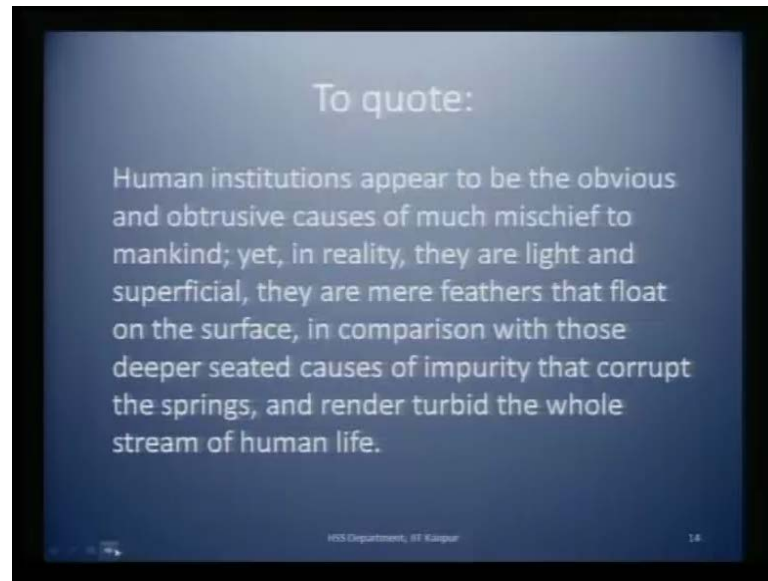 To quote:
Human institutions appear to be the obvious
and obtrusive causes of much mischief to
mankind; yet, in reality, they are light and
superficial, they are mere feathers that float
on the surface, in comparison with those
deeper seated causes of impurity that corrupt
the springs, and render turbid the whole
stream of human life.
HSS Department, IIT Kanpur
14